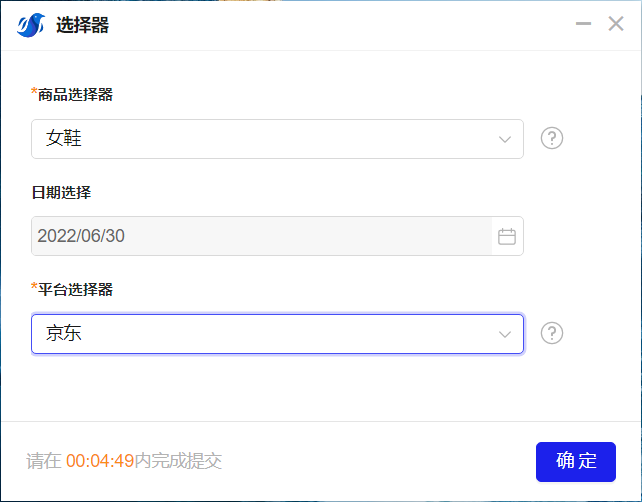 选择器
*商品选择器
女鞋
日期选择
2022/06/30
*平台选择器
京东
请在 00:04:49内完成提交
确 定